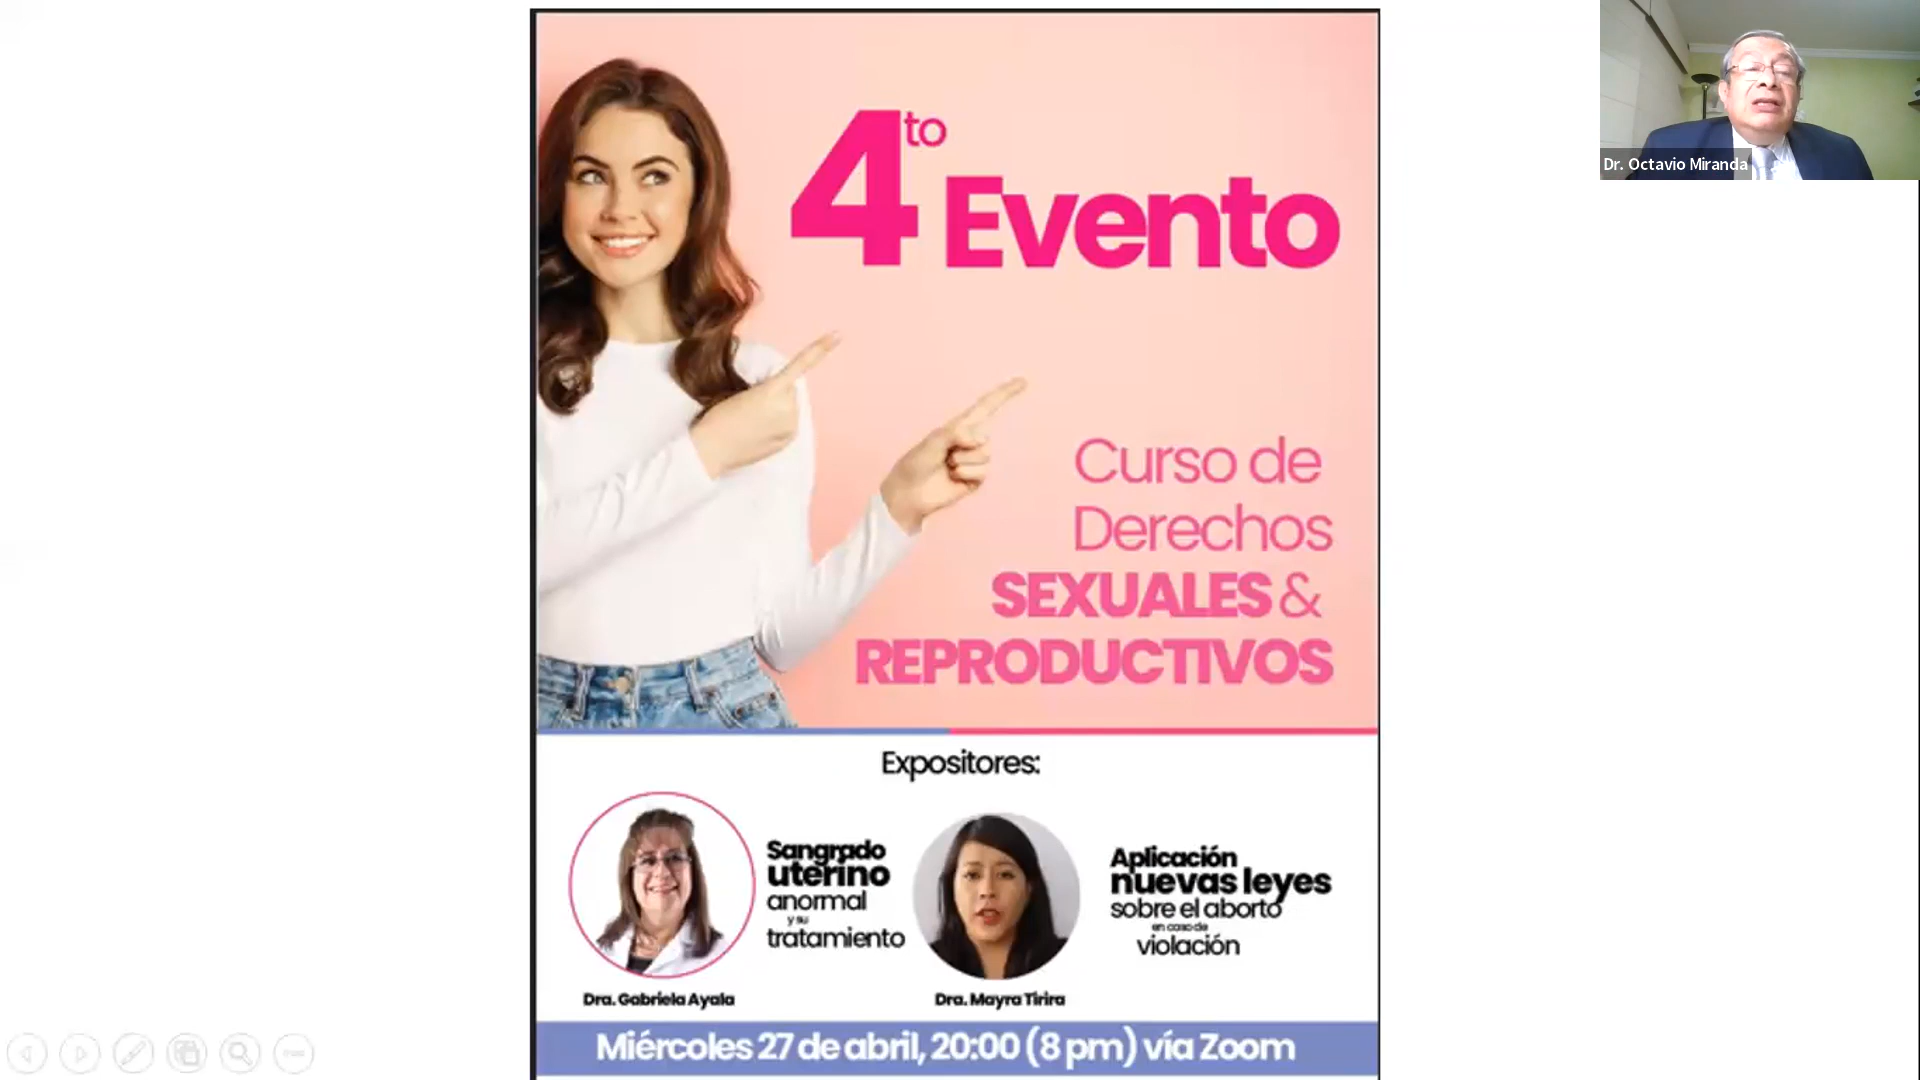 4to Evento
Curso de
Derechos
SEXUALES &
REPRODUCTIVOS
Expositores:
Sangrado
uterino
anormal
y su
tratamiento
Dra. Gabriela Ayala
Aplicación
nuevas leyes
sobre el aborto
en caso de
violación
Dra. Mayra Tirira
Miércoles 27 de abril, 20:00 (8 pm) vía Zoom
Dr. Octavio Miranda